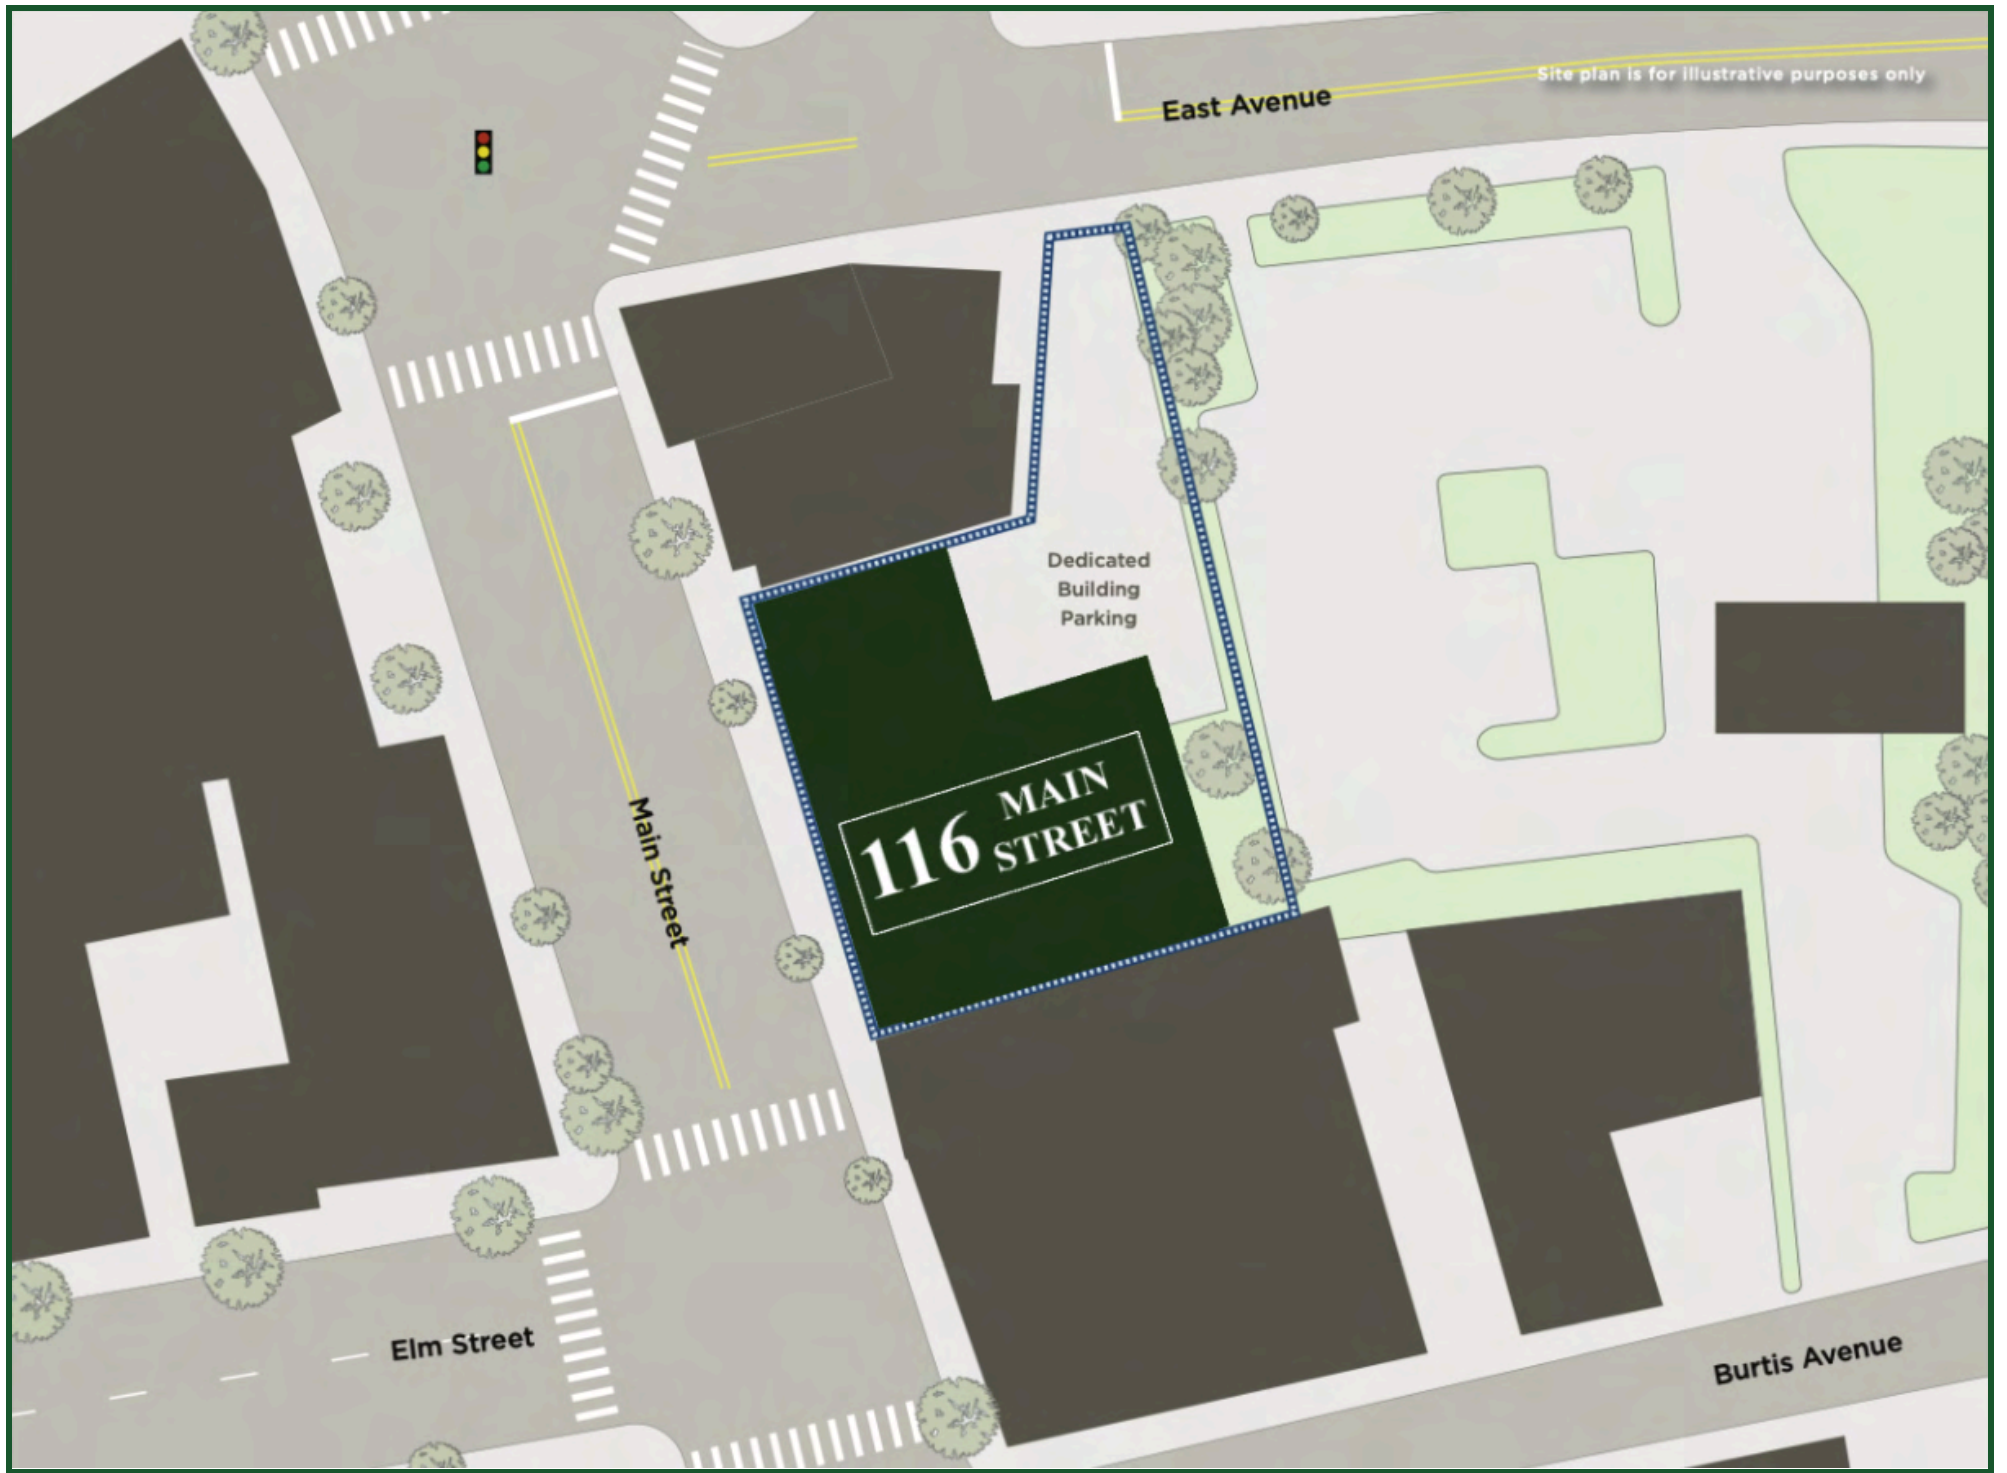 Site plan is for illustrative purposes only
East Avenue
Dedicated
Building
Parking
116 MAIN
STREET
Main Street
Elm Street
Burtis Avenue